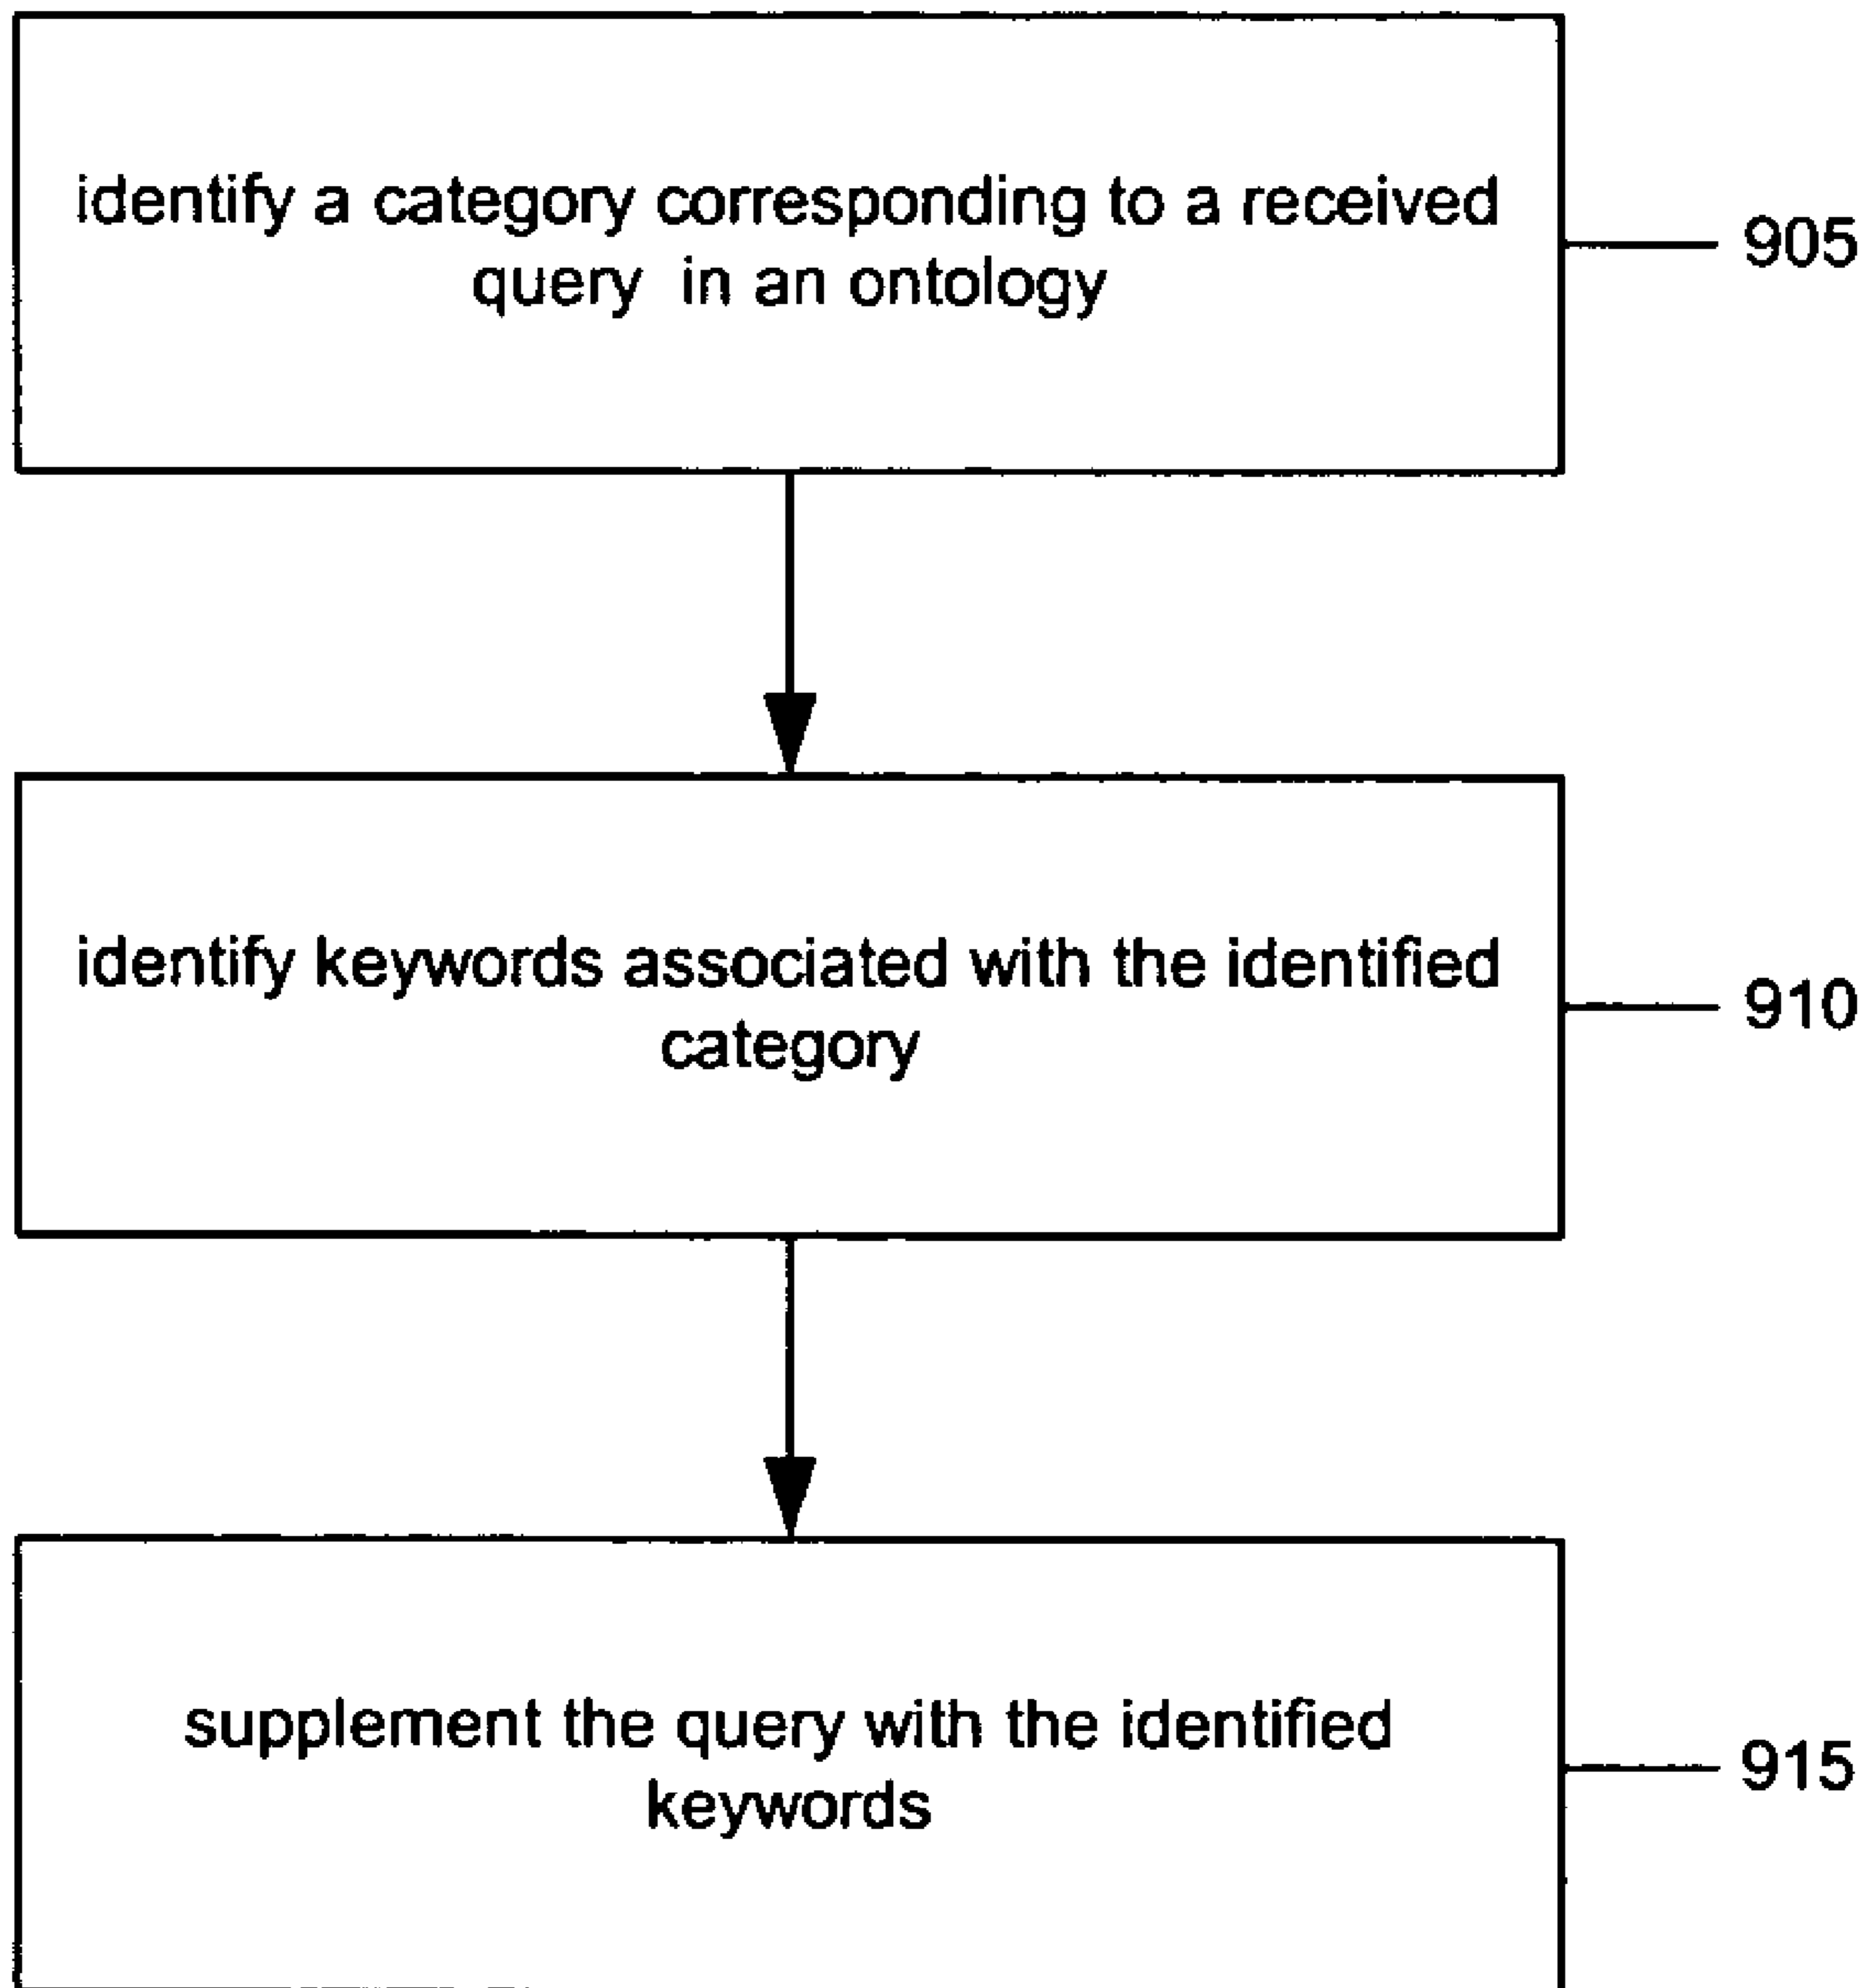 identify a category corresponding to a received
query in an ontology
905
identify keywords associated with the identified
category
910
supplement the query with the identified
keywords
915